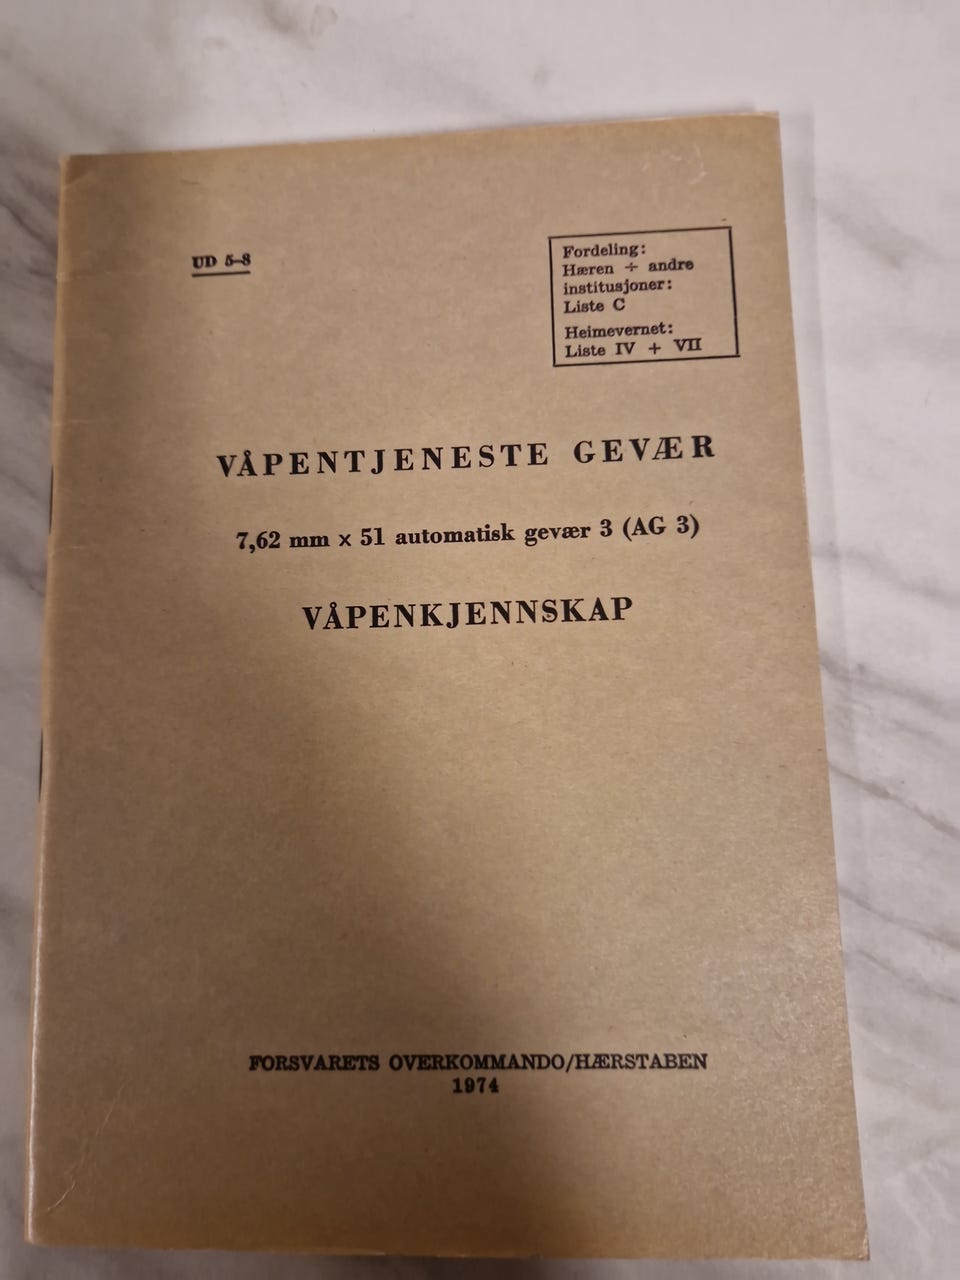 UD 5-8
Fordeling:
Hæren ÷ andre
institusjoner:
Liste C
Heimevernet:
Liste IV + VII
VÅPENTJENESTE GEVÆR
7,62 mm x 51 automatisk gevær 3 (AG 3)
VÅPENKJENNSKAP
FORSVARETS OVERKOMMANDO/HÆRSTABEN
1974